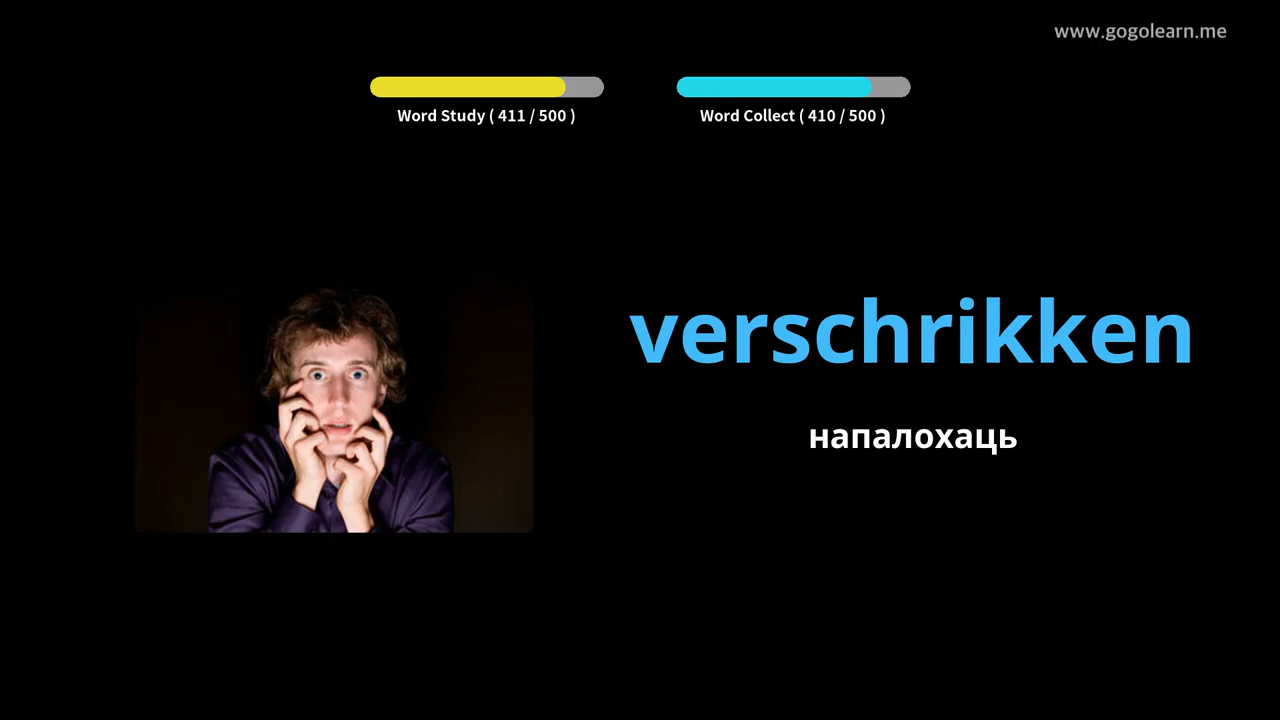 www.gogolearn.me
Word Study ( 411 / 500 )
Word Collect ( 410 / 500 )
verschrikken
напалохаць